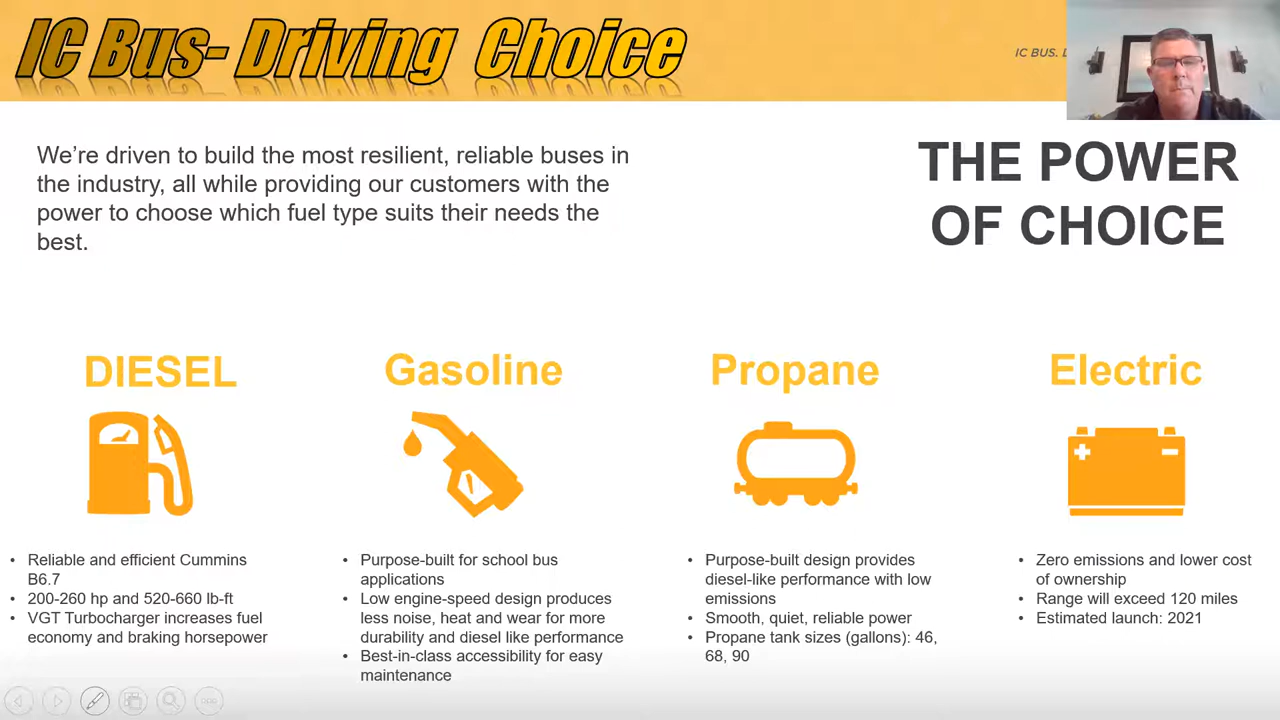 IC Bus- Driving Choice
IC BUS.
We're driven to build the most resilient, reliable buses in
the industry, all while providing our customers with the
power to choose which fuel type suits their needs the
best.
THE POWER
OF CHOICE
DIESEL
• Reliable and efficient Cummins
B6.7
• 200-260 hp and 520-660 lb-ft
• VGT Turbocharger increases fuel
economy and braking horsepower
Gasoline
• Purpose-built for school bus
applications
• Low engine-speed design produces
less noise, heat and wear for more
durability and diesel like performance
• Best-in-class accessibility for easy
maintenance
Propane
• Purpose-built design provides
diesel-like performance with low
emissions
• Smooth, quiet, reliable power
• Propane tank sizes (gallons): 46,
68, 90
Electric
• Zero emissions and lower cost
of ownership
• Range will exceed 120 miles
• Estimated launch: 2021